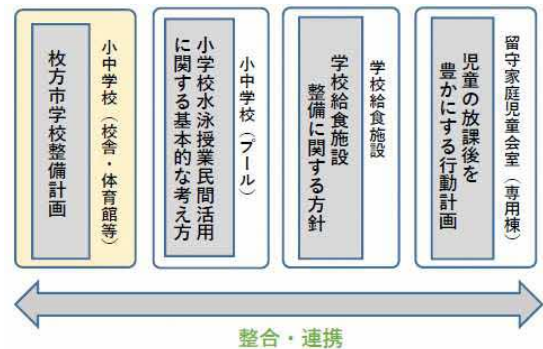 小中学校（校舎・体育館等）
枚方市学校整備計画
小中学校（プール）
小学校水泳授業民間活用
に関する基本的な考え方
学校給食施設
学校給食施設
整備に関する方針
留守家庭児童会室（専用棟）
児童の放課後を
豊かにする行動計画
整合・連携